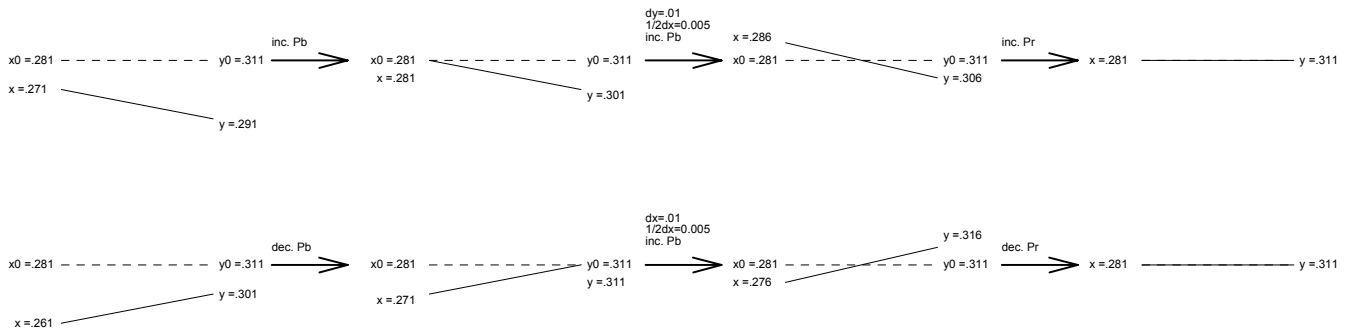 dy=.01
1/2dx=0.005
inc. Pb inc. Pb x =.286 inc. Pr
x0 =.281 y0 =.311 x0 =.281 y0 =.311 x0 =.281 y0 =.311 x =.281 y =.311
x =.281 y =.306
x =.271 y =.301
y =.291
dx=.01
1/2dx=0.005
dec. Pb inc. Pb y =.316 dec. Pr
x0 =.281 y0 =.311 x0 =.281 y0 =.311 x0 =.281 y0 =.311 x =.281 y =.311
y =.311 x =.276
y =.301 x =.271
x =.261